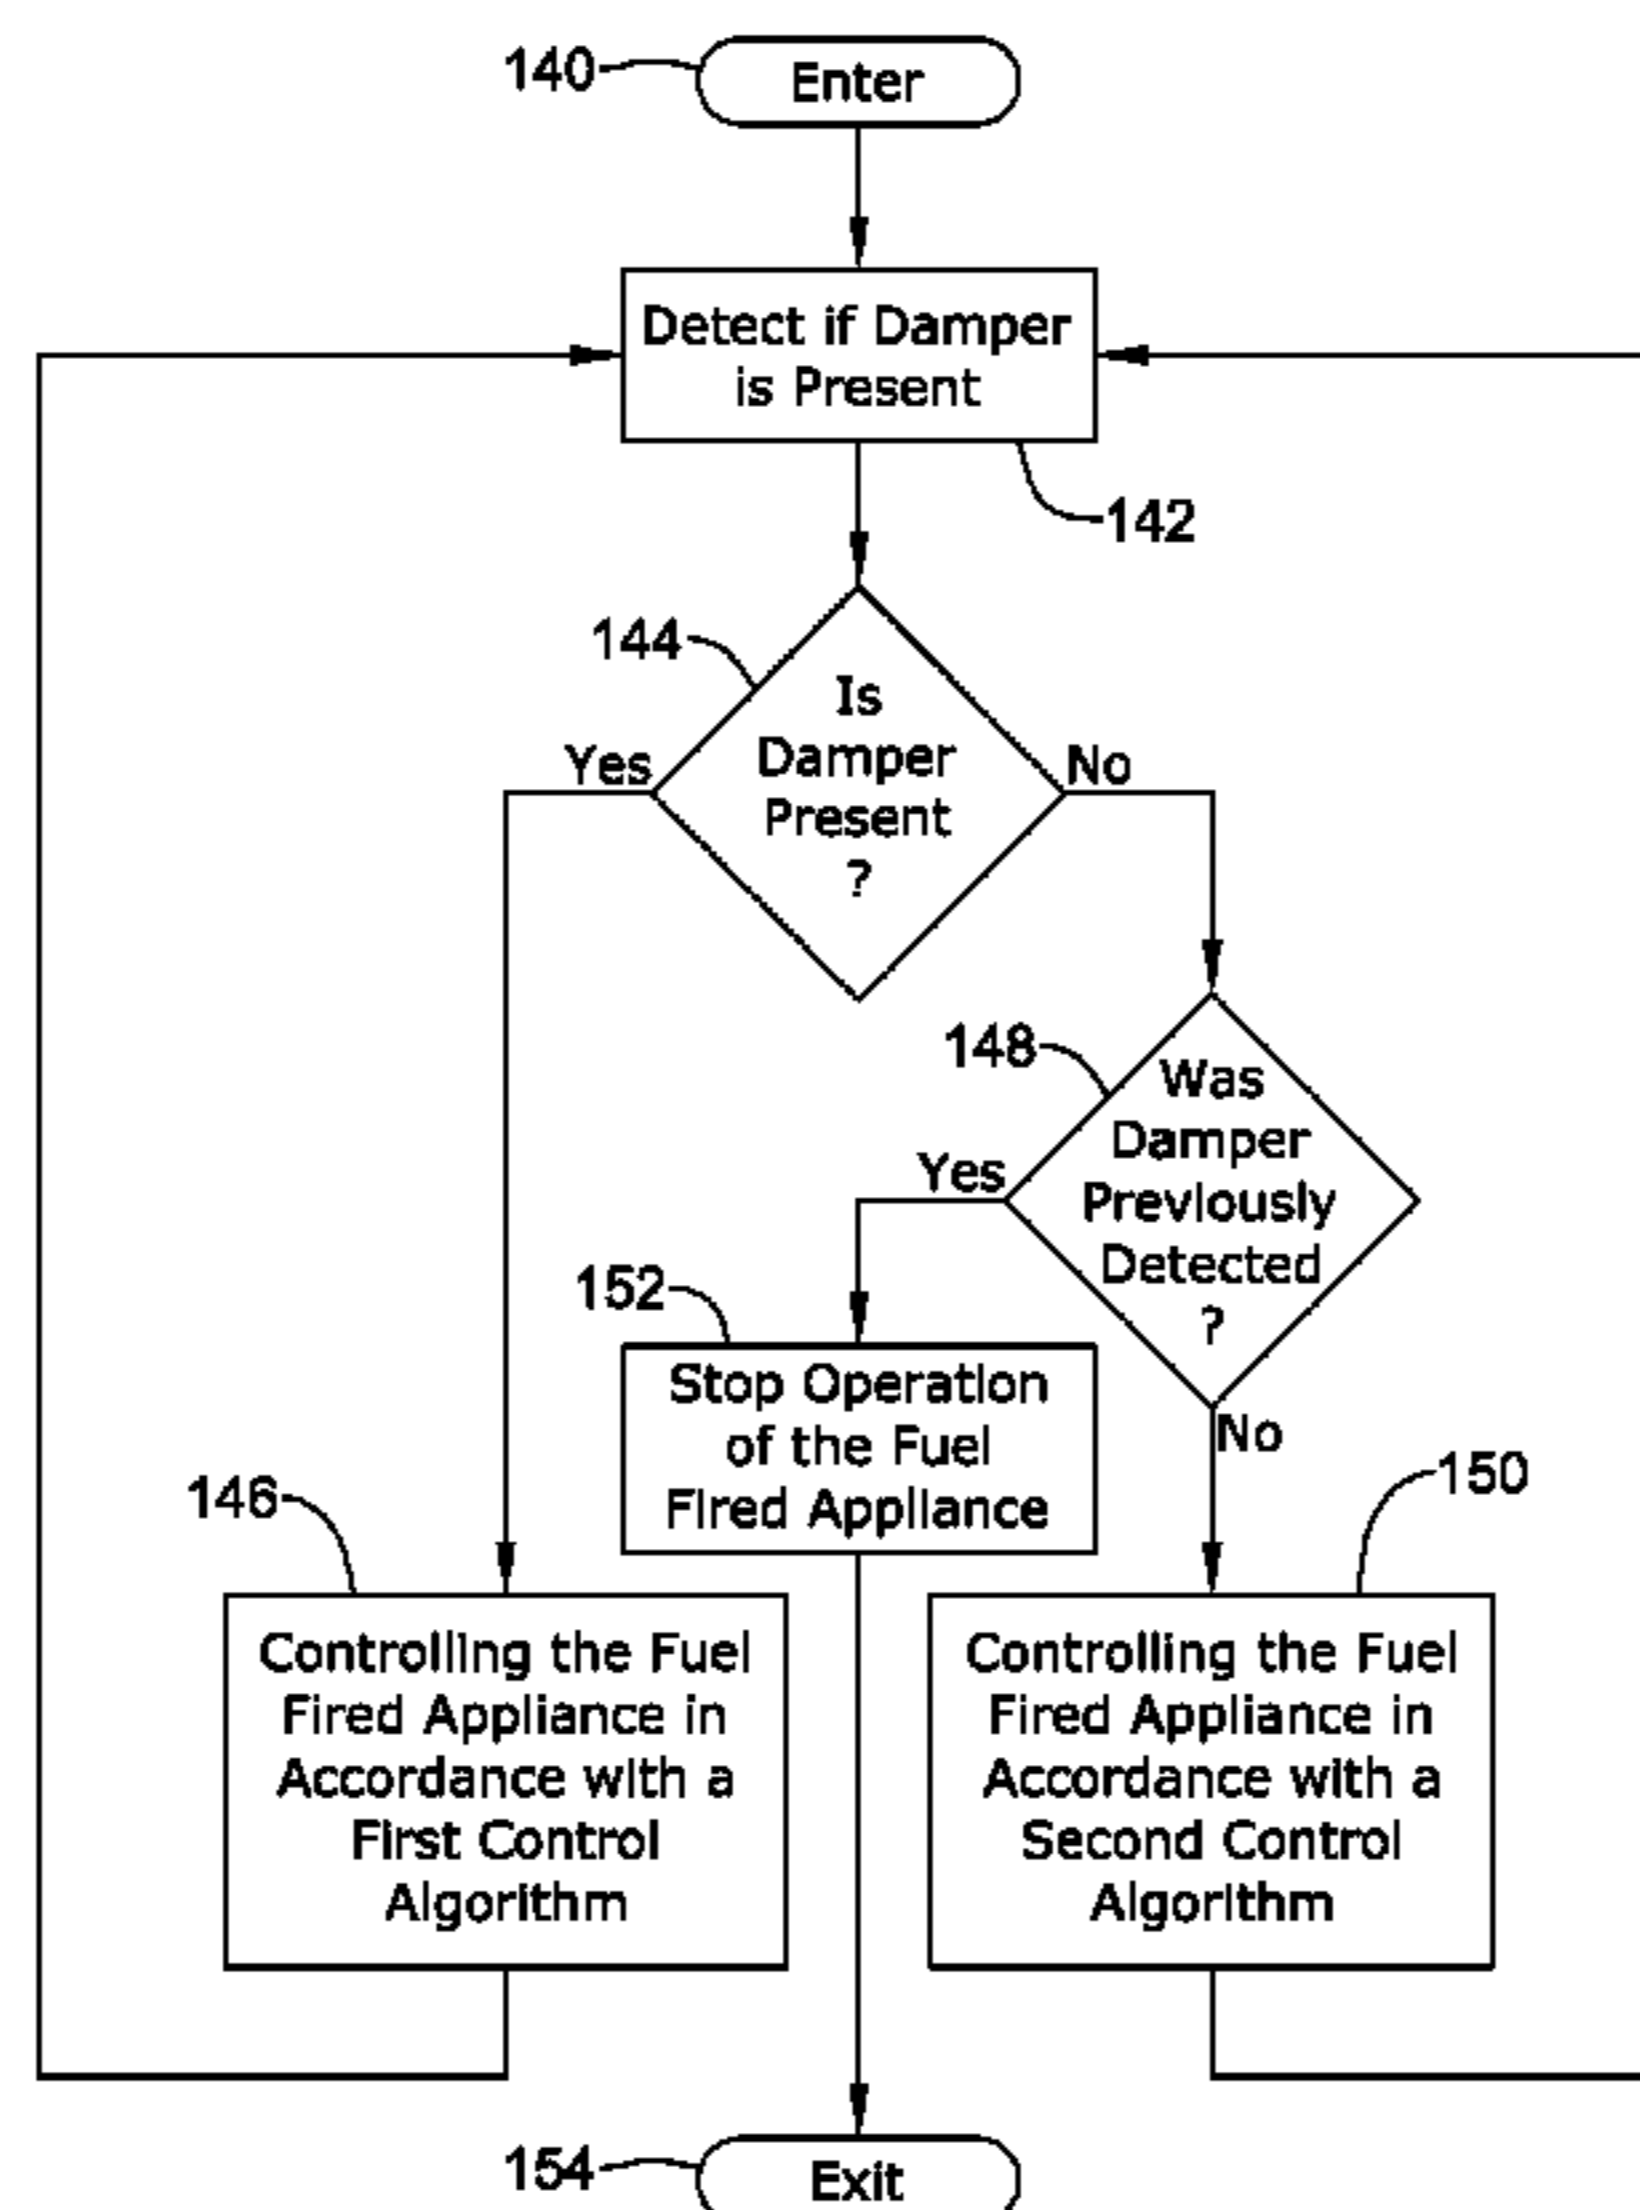 140
Enter
Detect if Damper
is Present
142
144
Is
Damper
Present
?
Yes
No
148
Was
Damper
Previously
Detected
?
Yes
No
152
Stop Operation
of the Fuel
Fired Appliance
146
Controlling the Fuel
Fired Appliance in
Accordance with a
First Control
Algorithm
150
Controlling the Fuel
Fired Appliance in
Accordance with a
Second Control
Algorithm
154
Exit